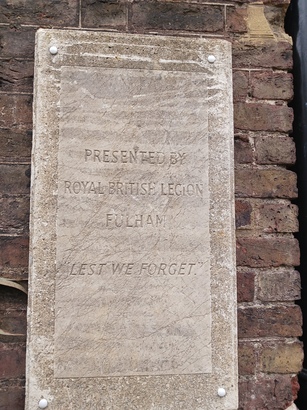 PRESENTED BY
ROYAL BRITISH LEGION
FULHAM
"LEST WE FORGET."